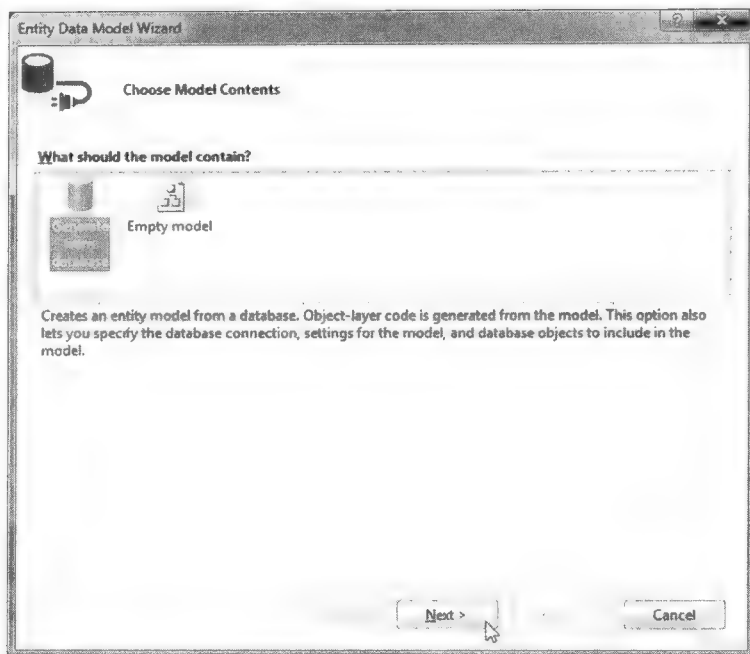 Entity Data Model Wizard
Choose Model Contents
What should the model contain?
Empty model
Creates an entity model from a database. Object-layer code is generated from the model. This option also
lets you specify the database connection, settings for the model, and database objects to include in the
model.
Next >
Cancel